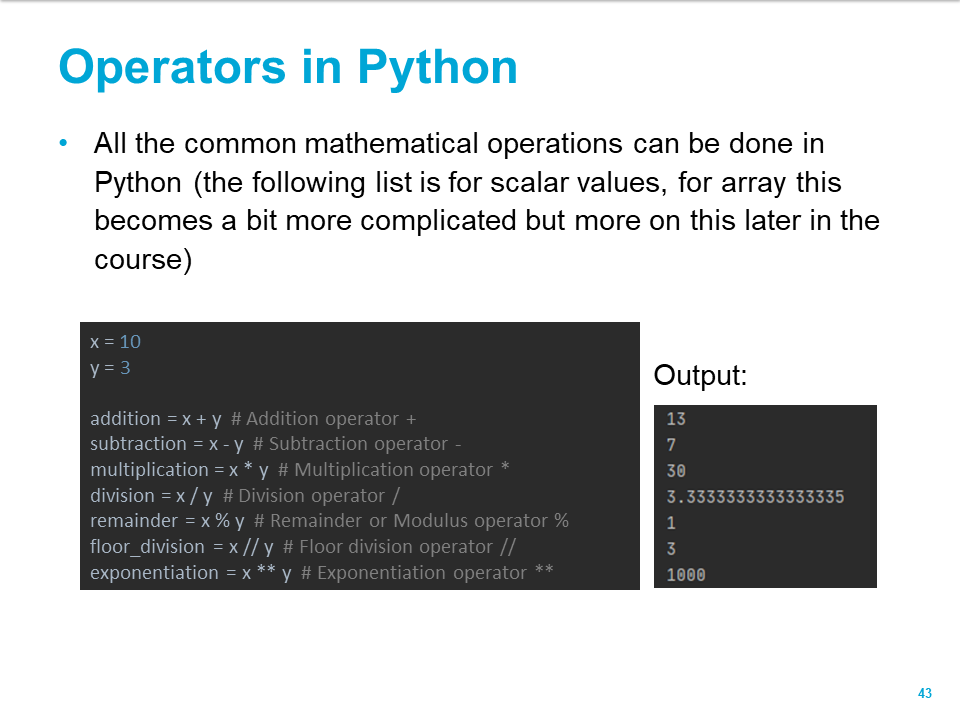 Operators in Python
• All the common mathematical operations can be done in
Python (the following list is for scalar values, for array this
becomes a bit more complicated but more on this later in the
course)
x = 10
y = 3
addition = x + y  # Addition operator +
subtraction = x - y  # Subtraction operator -
multiplication = x * y  # Multiplication operator *
division = x / y  # Division operator /
remainder = x % y  # Remainder or Modulus operator %
floor_division = x // y  # Floor division operator //
exponentiation = x ** y  # Exponentiation operator **
Output:
13
7
30
3.3333333333333335
1
3
1000
43